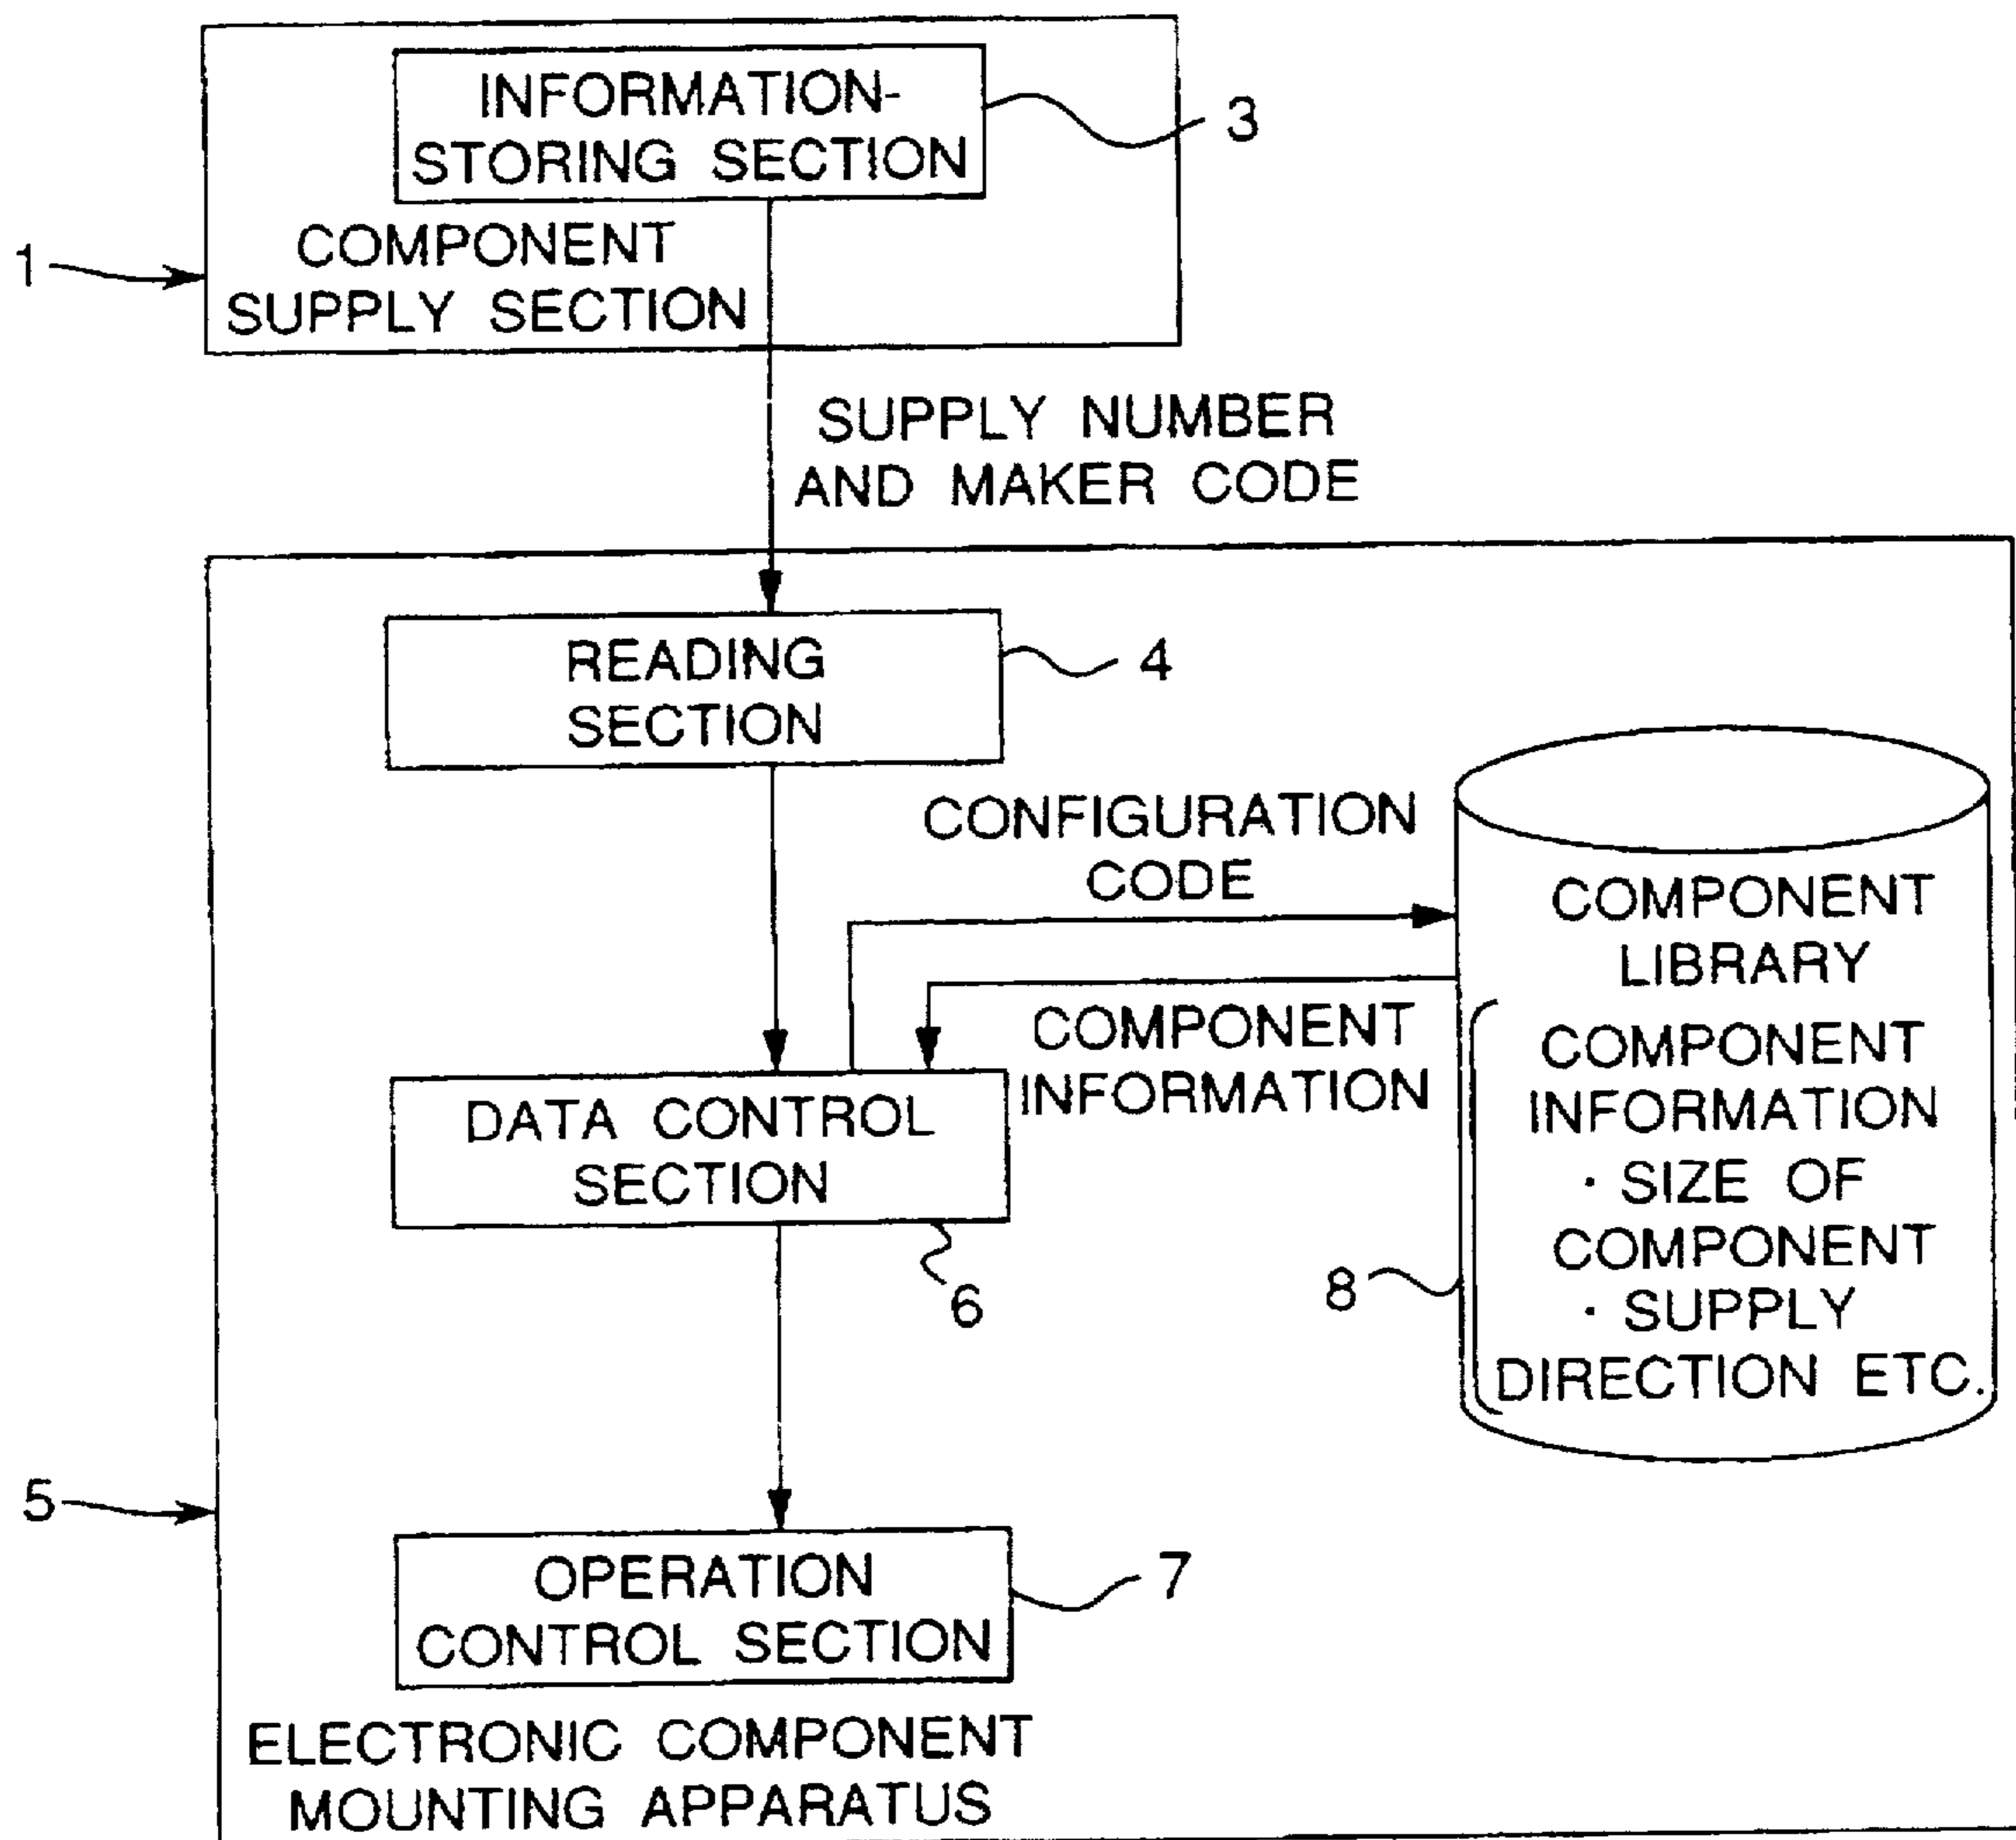 INFORMATION-
STORING SECTION
3
COMPONENT
SUPPLY SECTION
1
SUPPLY NUMBER
AND MAKER CODE
READING
SECTION
4
CONFIGURATION
CODE
COMPONENT
LIBRARY
COMPONENT
INFORMATION
COMPONENT
INFORMATION
· SIZE OF
COMPONENT
· SUPPLY
DIRECTION ETC.
8
DATA CONTROL
SECTION
6
5
OPERATION
CONTROL SECTION
7
ELECTRONIC COMPONENT
MOUNTING APPARATUS